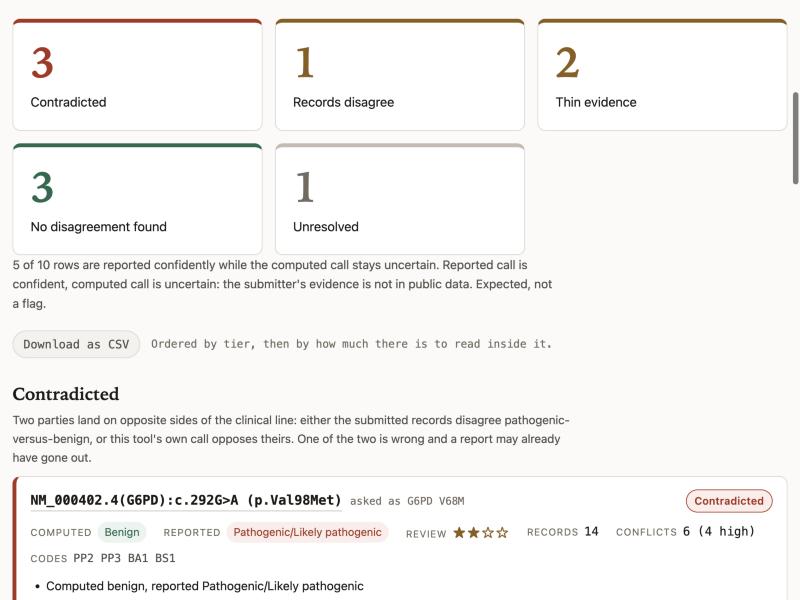 3
Contradicted
1
Records disagree
2
Thin evidence
3
No disagreement found
1
Unresolved
5 of 10 rows are reported confidently while the computed call stays uncertain. Reported call is
confident, computed call is uncertain: the submitter's evidence is not in public data. Expected, not
a flag.
Download as CSV Ordered by tier, then by how much there is to read inside it.
Contradicted
Two parties land on opposite sides of the clinical line: either the submitted records disagree pathogenic-
versus-benign, or this tool's own call opposes theirs. One of the two is wrong and a report may already
have gone out.
NM_000402.4(G6PD):c.292G>A (p.Val98Met) asked as G6PD V68M Contradicted
COMPUTED Benign REPORTED Pathogenic/Likely pathogenic REVIEW ★★☆☆ RECORDS 14 CONFLICTS 6 (4 high)
CODES PP2 PP3 BA1 BS1
• Computed benign, reported Pathogenic/Likely pathogenic